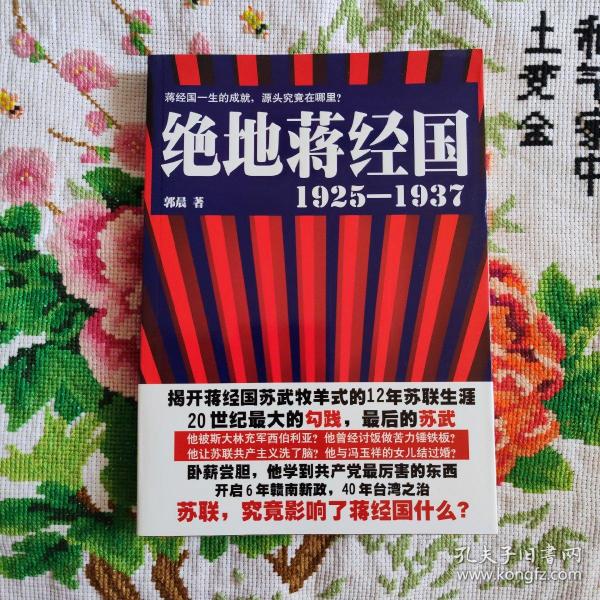 蒋经国一生的成就，源头究竟在哪里？
绝地蒋经国
1925—1937
郭晨 著
揭开蒋经国苏武牧羊式的12年苏联生涯
20世纪最大的勾践，最后的苏武
他被斯大林充军西伯利亚？他曾经讨饭做苦力锤铁板？
他让苏联共产主义洗了脑？他与冯玉祥的女儿结过婚？
卧薪尝胆，他学到共产党最厉害的东西
开启6年赣南新政，40年台湾之治
苏联，究竟影响了蒋经国什么？
和气家中
土变金
孔夫子旧书网
www.kongfz.com